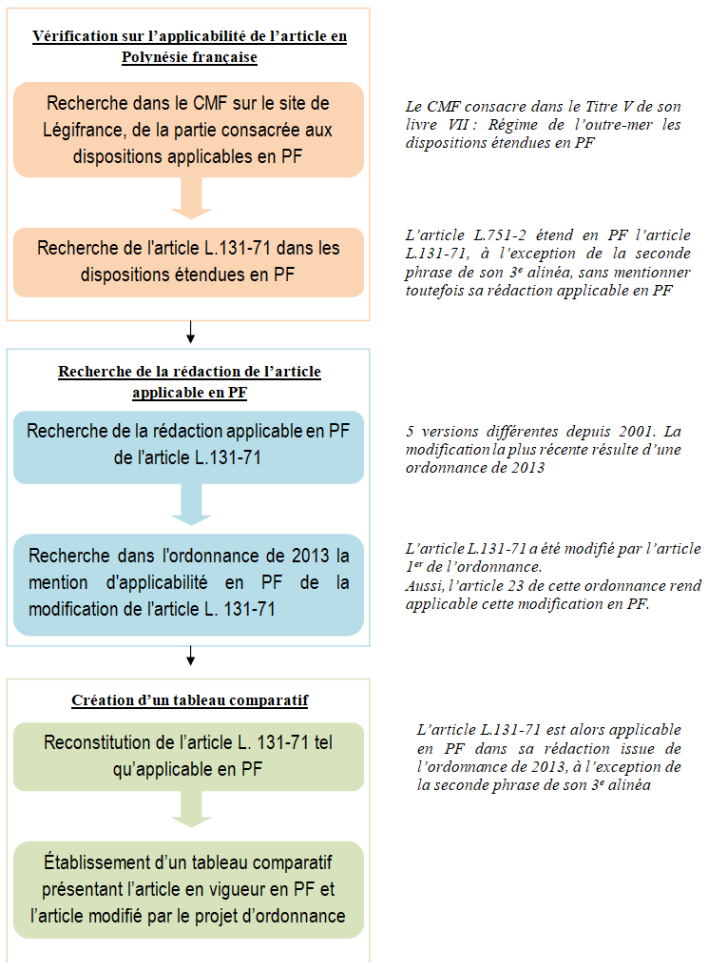 Vérification sur l'applicabilité de l'article en
Polynésie française
Recherche dans le CMF sur le site de
Légifrance, de la partie consacrée aux
dispositions applicables en PF
Le CMF consacre dans le Titre V de son
livre VII : Régime de l'outre-mer les
dispositions étendues en PF
Recherche de l'article L.131-71 dans les
dispositions étendues en PF
L'article L.751-2 étend en PF l'article
L.131-71, à l'exception de la seconde
phrase de son 3e alinéa, sans mentionner
toutefois sa rédaction applicable en PF
Recherche de la rédaction de l'article
applicable en PF
Recherche de la rédaction applicable en PF
de l'article L.131-71
5 versions différentes depuis 2001. La
modification la plus récente résulte d'une
ordonnance de 2013
Recherche dans l'ordonnance de 2013 la
mention d'applicabilité en PF de la
modification de l'article L. 131-71
L'article L.131-71 a été modifié par l'article
1er de l'ordonnance.
Aussi, l'article 23 de cette ordonnance rend
applicable cette modification en PF.
Création d'un tableau comparatif
Reconstitution de l'article L. 131-71 tel
qu'applicable en PF
L'article L.131-71 est alors applicable
en PF dans sa rédaction issue de
l'ordonnance de 2013, à l'exception de
la seconde phrase de son 3e alinéa
Établissement d'un tableau comparatif
présentant l'article en vigueur en PF et
l'article modifié par le projet d'ordonnance